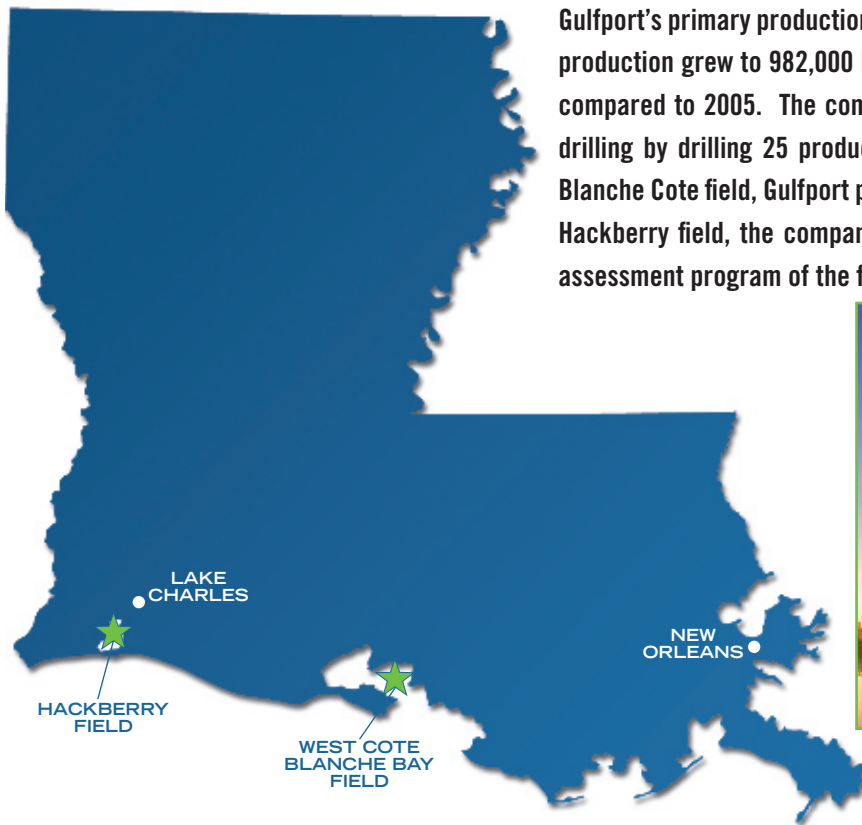 Gulfport’s primary production
production grew to 982,000
compared to 2005. The com
drilling by drilling 25 produ
Blanche Cote field, Gulfport p
Hackberry field, the compan
assessment program of the f
LAKE
CHARLES
NEW
ORLEANS
HACKBERRY
FIELD
WEST COTE
BLANCHE BAY
FIELD